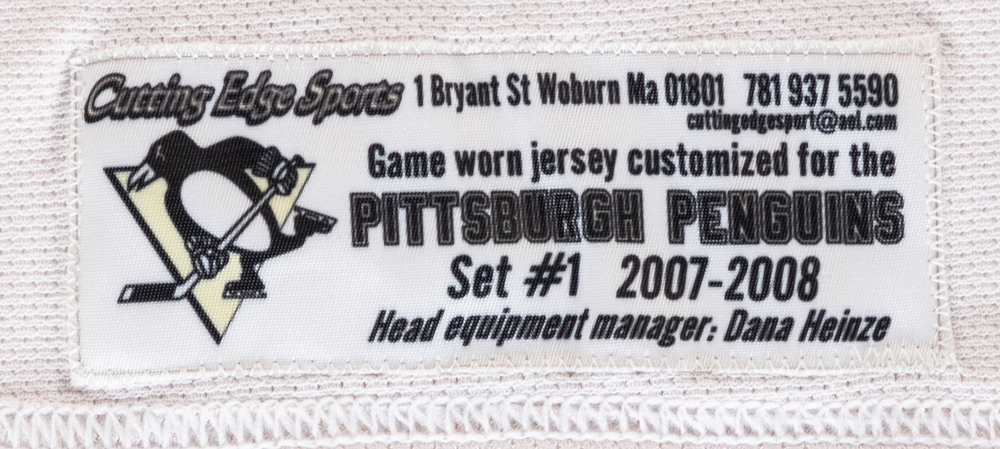 Cutting Edge Sports 1 Bryant St Woburn Ma 01801 781 937 5590
cuttingedgesport@aol.com
Game worn jersey customized for the
PITTSBURGH PENGUINS
Set #1 2007-2008
Head equipment manager: Dana Heinze